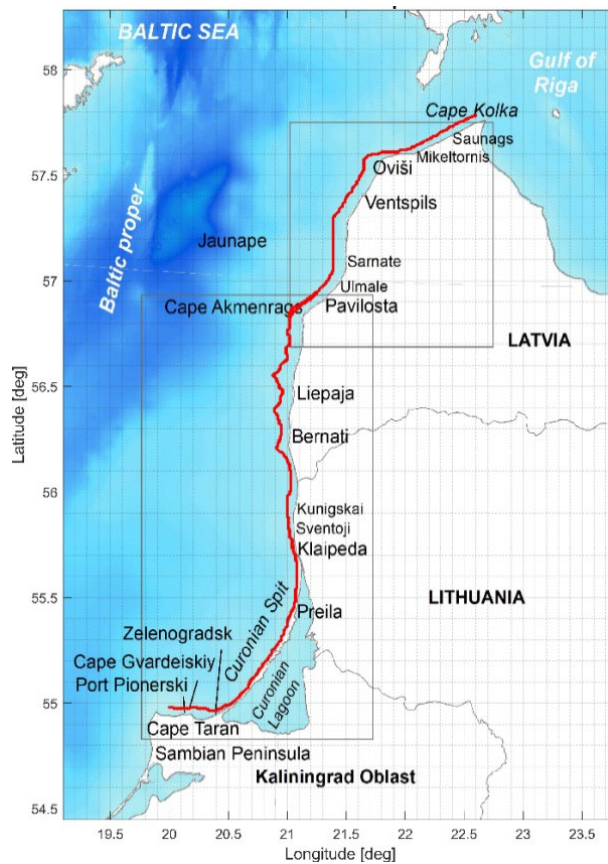 BALTIC SEA
Gulf of
Riga
Cape Kolka
Saunags
Mikeltornis
Oviši
Ventspils
Baltic proper
Jaunape
Sarnate
Ulmale
Cape Akmenrags
Pavilosta
LATVIA
Liepaja
Bernati
Kunigskai
Sventoji
Klaipeda
LITHUANIA
Preila
Curonian Spit
Zelenogradsk
Cape Gvardeiskiy
Port Pionerski
Curonian
Lagoon
Cape Taran
Sambian Peninsula
Kaliningrad Oblast
Latitude [deg]
58
57.5
57
56.5
56
55.5
55
54.5
19.5 20 20.5 21 21.5 22 22.5 23 23.5
Longitude [deg]